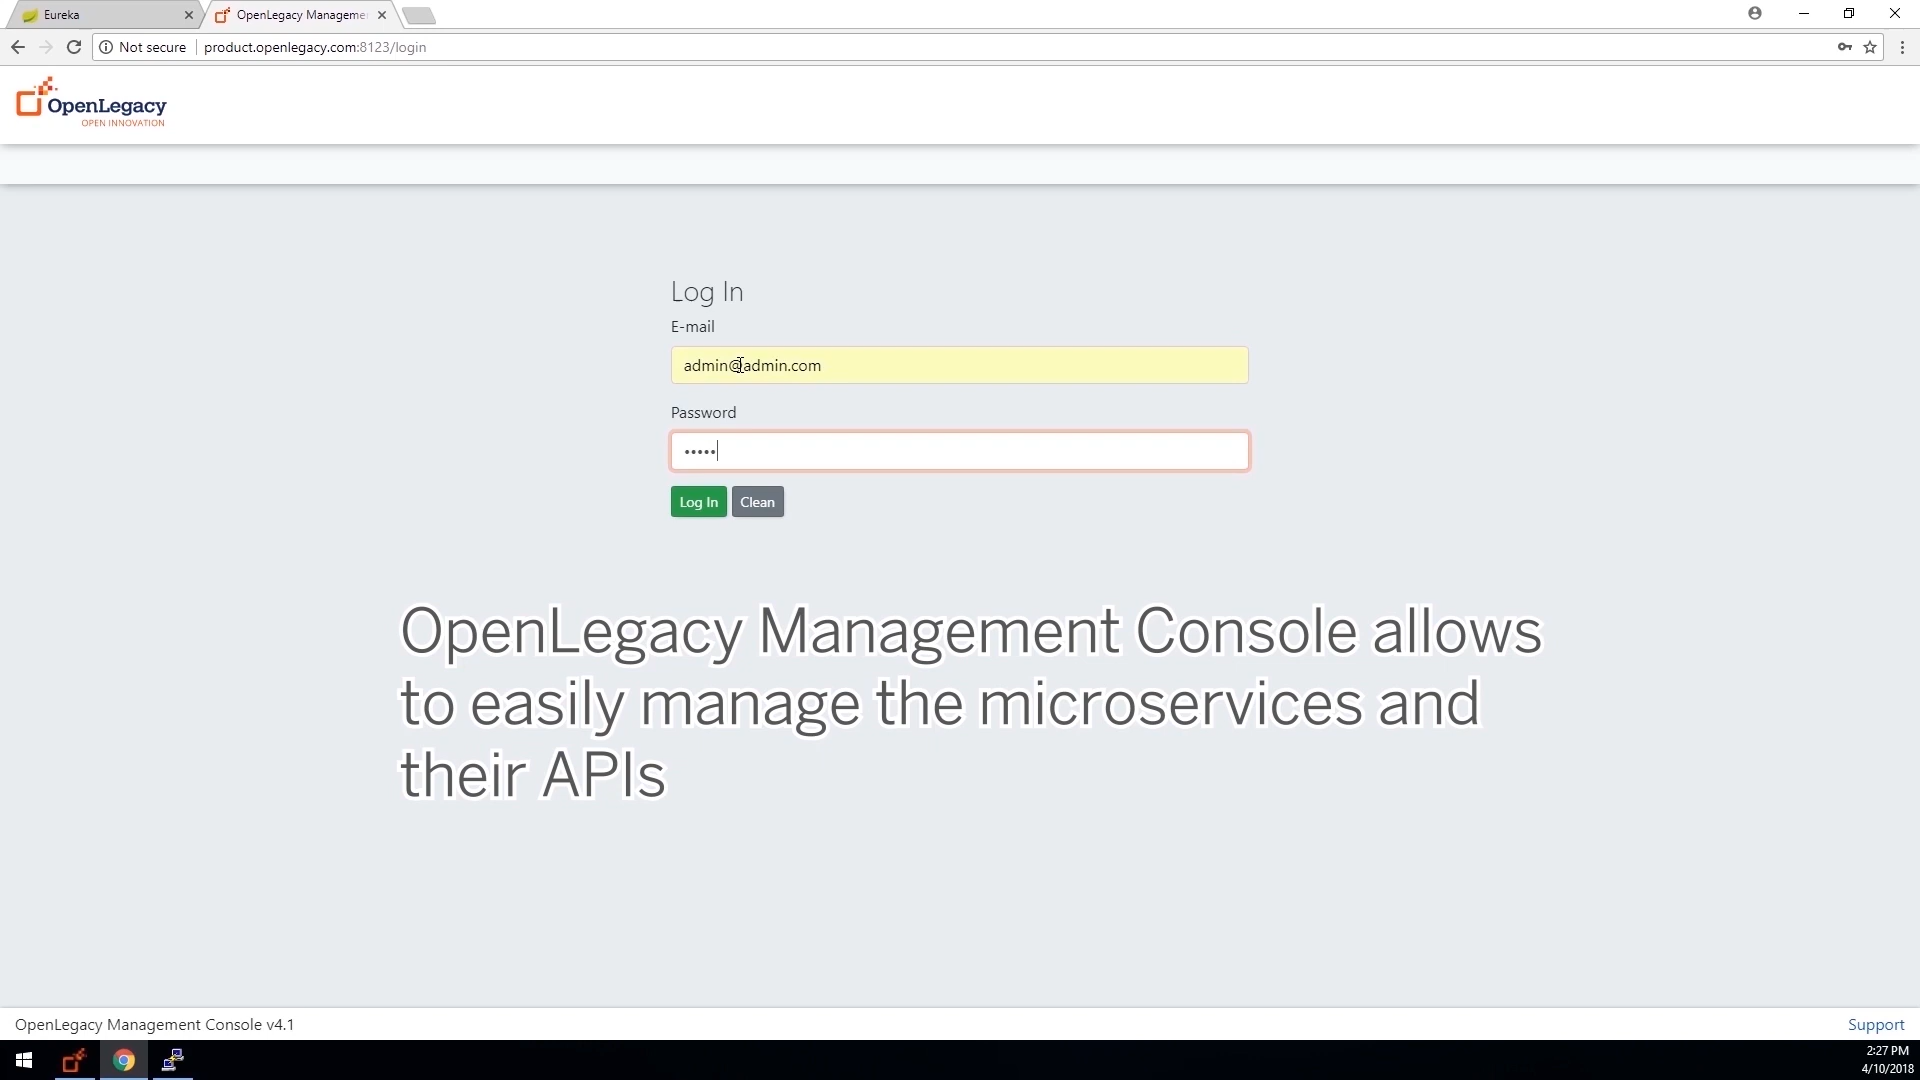 Eureka
OpenLegacy Manageme
Not secure
product.openlegacy.com:8123/login
OpenLegacy
OPEN INNOVATION
Log In
E-mail
admin@admin.com
Password
•••••
Log In
Clean
OpenLegacy Management Console allows
to easily manage the microservices and
their APIs
OpenLegacy Management Console v4.1
Support
2:27 PM
4/10/2018